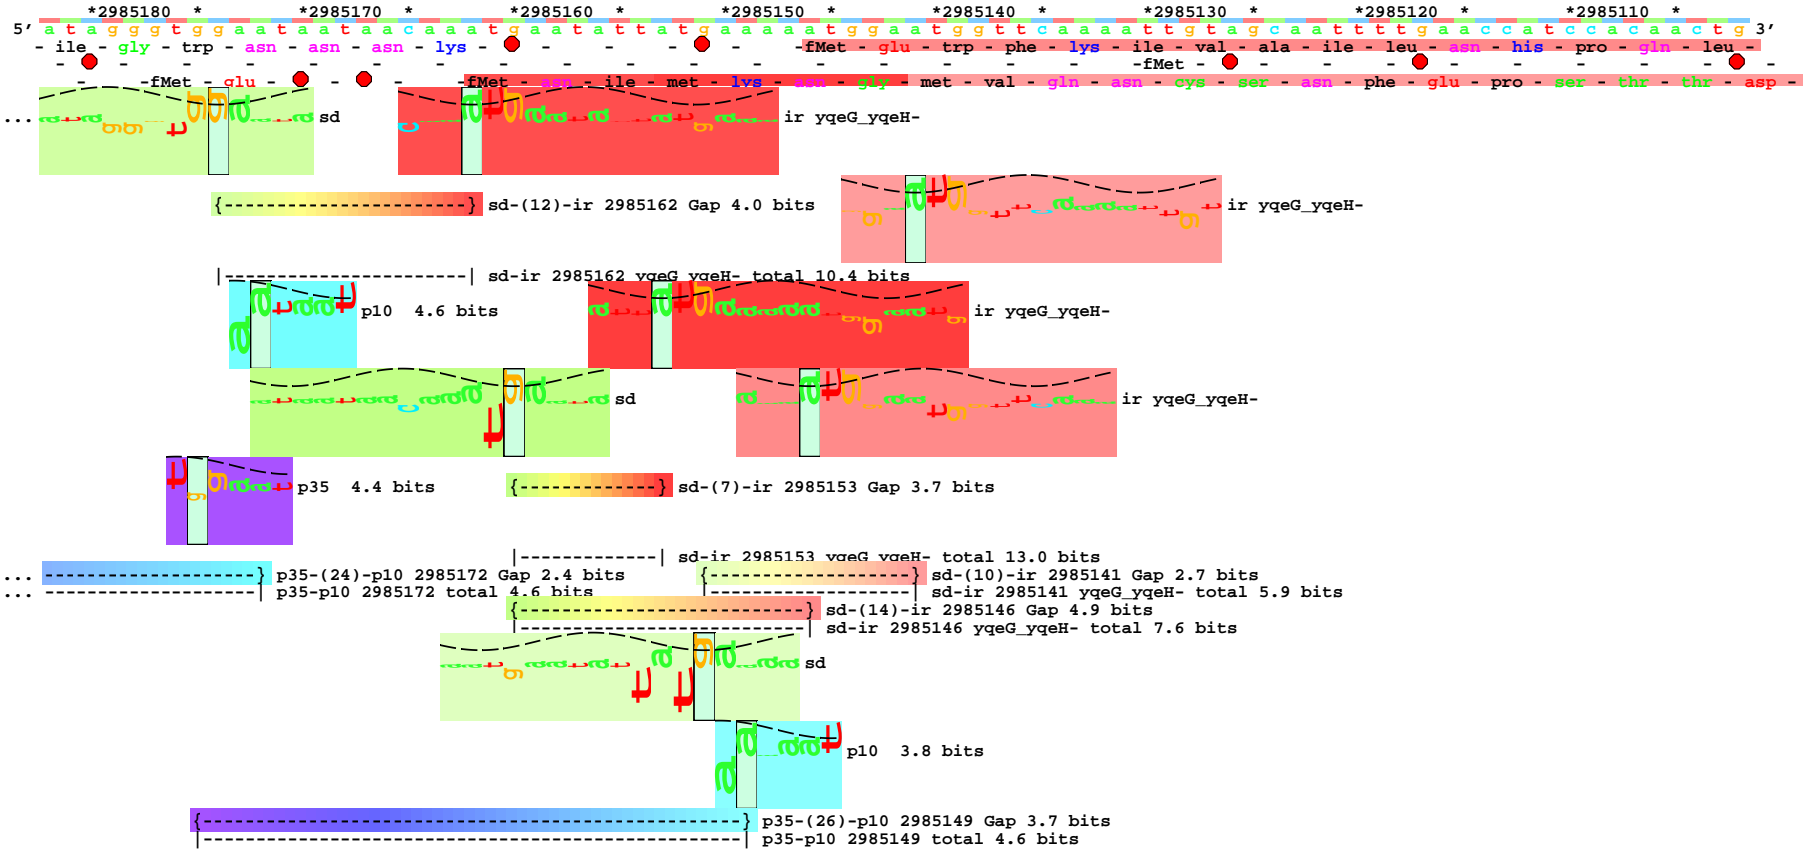 *2985180 * *2985170 * *2985160 * *2985150 * *2985140 * *2985130 * *2985120 * *2985110 *
5' a t a g g g t g g a a t a a t a a c a a a t g a a t a t t a t g a a a a a t g g a a t g g t t c a a a a t t g t a g c a a t t t t g a a c c a t c c a c a a c t g 3'
- ile - gly - trp - asn - asn - asn - lys - - - - - - fMet - glu - trp - phe - lys - ile - val - ala - ile - leu - asn - his - pro - gln - leu -
- - - - - - - - - - - - - - - - - -fMet - - - - - - - - -
- -fMet - glu - - - -fMet - asn - ile - met - lys - asn - gly - met - val - gln - asn - cys - ser - asn - phe - glu - pro - ser - thr - thr - asp -
... sd ir yqeG_yqeH-
{------------------------} sd-(12)-ir 2985162 Gap 4.0 bits ir yqeG_yqeH-
|-----------------------| sd-ir 2985162 yqeG_yqeH- total 10.4 bits
p10 4.6 bits ir yqeG_yqeH-
sd ir yqeG_yqeH-
p35 4.4 bits {-------------} sd-(7)-ir 2985153 Gap 3.7 bits
|-------------| sd-ir 2985153 yqeG_yqeH- total 13.0 bits
... --------------------} p35-(24)-p10 2985172 Gap 2.4 bits {-------------------} sd-(10)-ir 2985141 Gap 2.7 bits
... --------------------| p35-p10 2985172 total 4.6 bits |-------------------| sd-ir 2985141 yqeG_yqeH- total 5.9 bits
{---------------------------} sd-(14)-ir 2985146 Gap 4.9 bits
|---------------------------| sd-ir 2985146 yqeG_yqeH- total 7.6 bits
sd
p10 3.8 bits
{---------------------------------------------------} p35-(26)-p10 2985149 Gap 3.7 bits
|---------------------------------------------------| p35-p10 2985149 total 4.6 bits